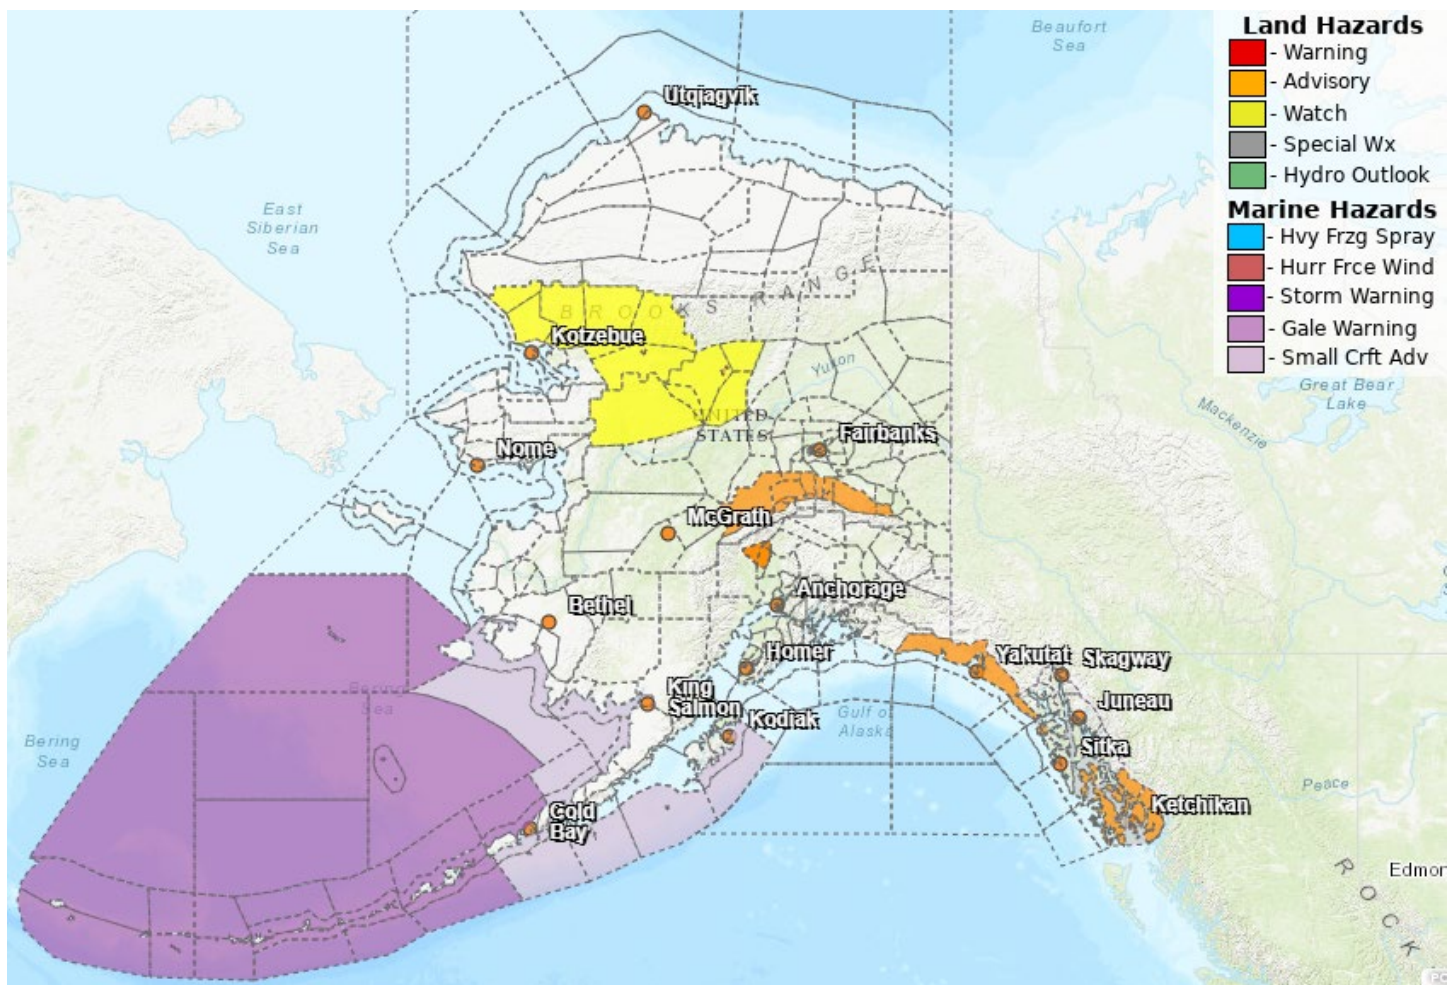 Beaufort
Sea
Land Hazards
- Warning
- Advisory
- Watch
- Special Wx
- Hydro Outlook
Marine Hazards
- Hvy Frzg Spray
- Hurr Frce Wind
- Storm Warning
- Gale Warning
- Small Crft Adv
Utqiagvik
East
Siberian
Sea
BROOKS RANGE
Kotzebue
Yukon
Great Bear
Lake
Mackenzie
UNITED
STATES
Fairbanks
Nome
McGrath
Anchorage
Bethel
Homer
Yakutat
Skagway
King
Salmon
Juneau
Bering
Sea
Kodiak
Gulf of
Alaska
Sitka
Bering
Sea
Peace
Ketchikan
Cold
Bay
Edmor
ROCK